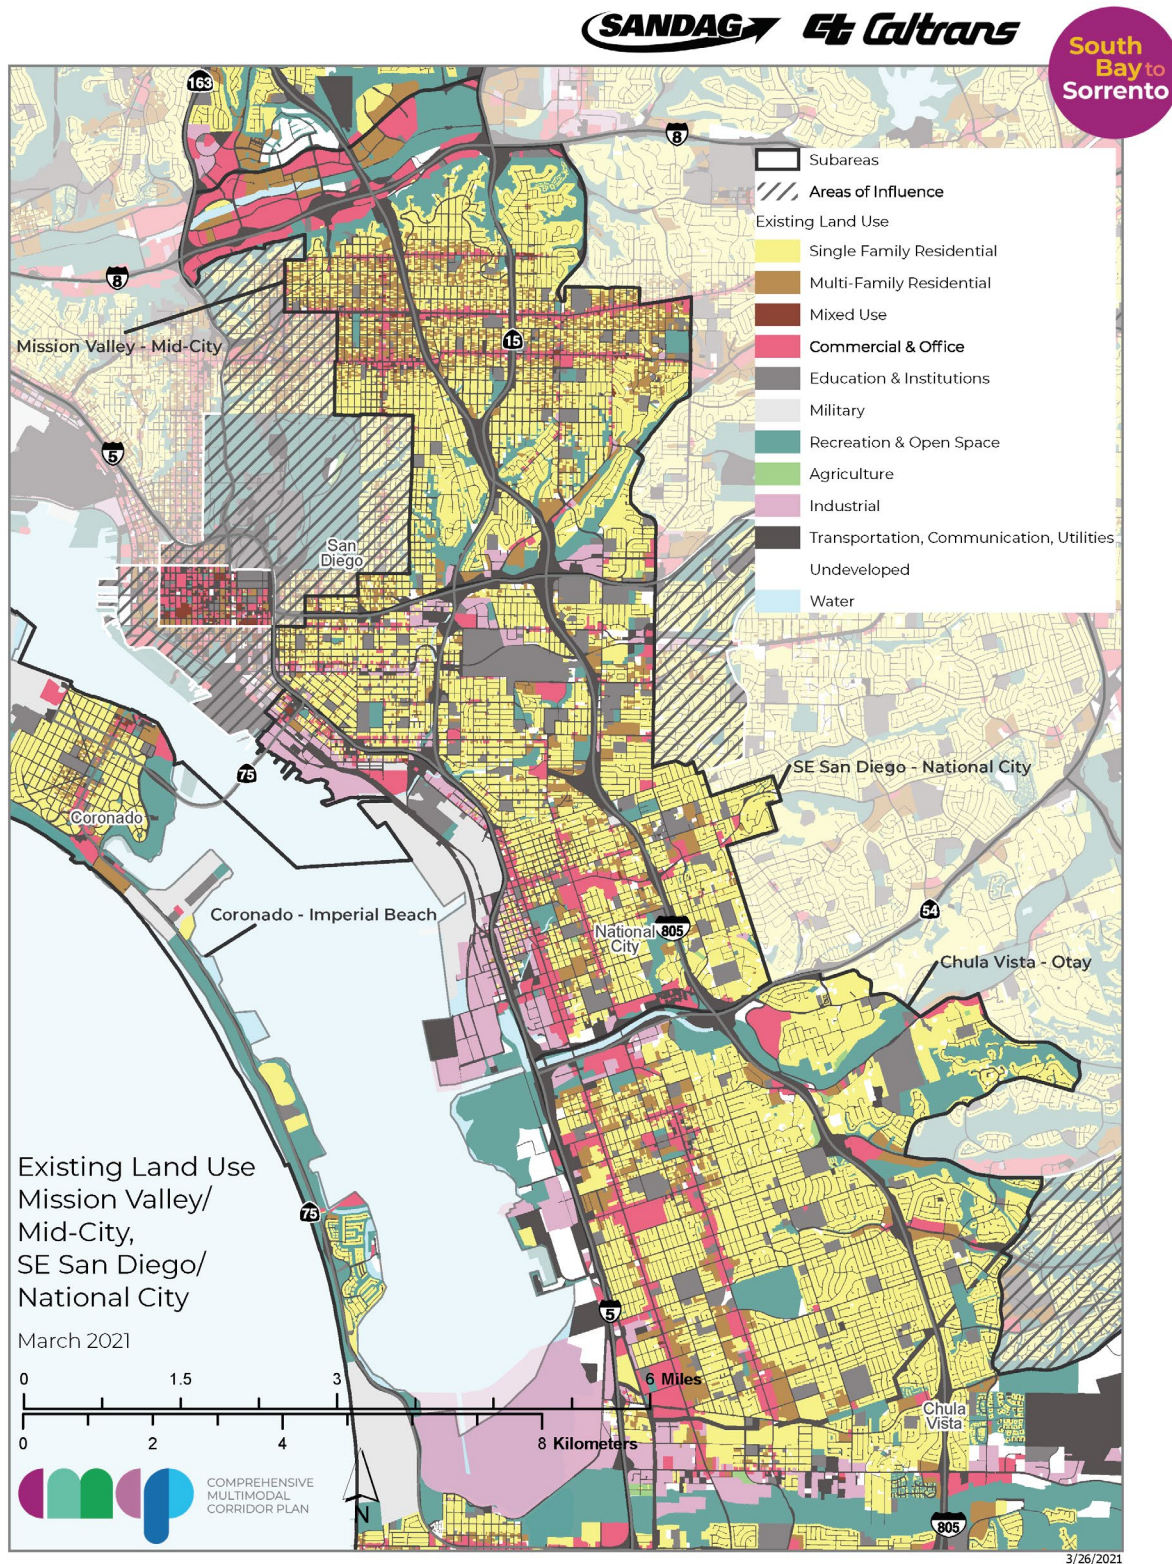 SANDAG
Caltrans
South
Bay to
Sorrento
163
8
Subareas
Areas of Influence
Existing Land Use
Single Family Residential
Multi-Family Residential
Mixed Use
Commercial & Office
Education & Institutions
Military
Recreation & Open Space
Agriculture
Industrial
Transportation, Communication, Utilities
Undeveloped
Water
8
Mission Valley - Mid-City
15
5
San
Diego
75
SE San Diego - National City
Coronado
Coronado - Imperial Beach
National
City
805
54
Chula Vista - Otay
Existing Land Use
Mission Valley/
Mid-City,
SE San Diego/
National City
March 2021
75
5
0 1.5 3 6 Miles
0 2 4 8 Kilometers
Chula
Vista
COMPREHENSIVE
MULTIMODAL
CORRIDOR PLAN
N
805
3/26/2021